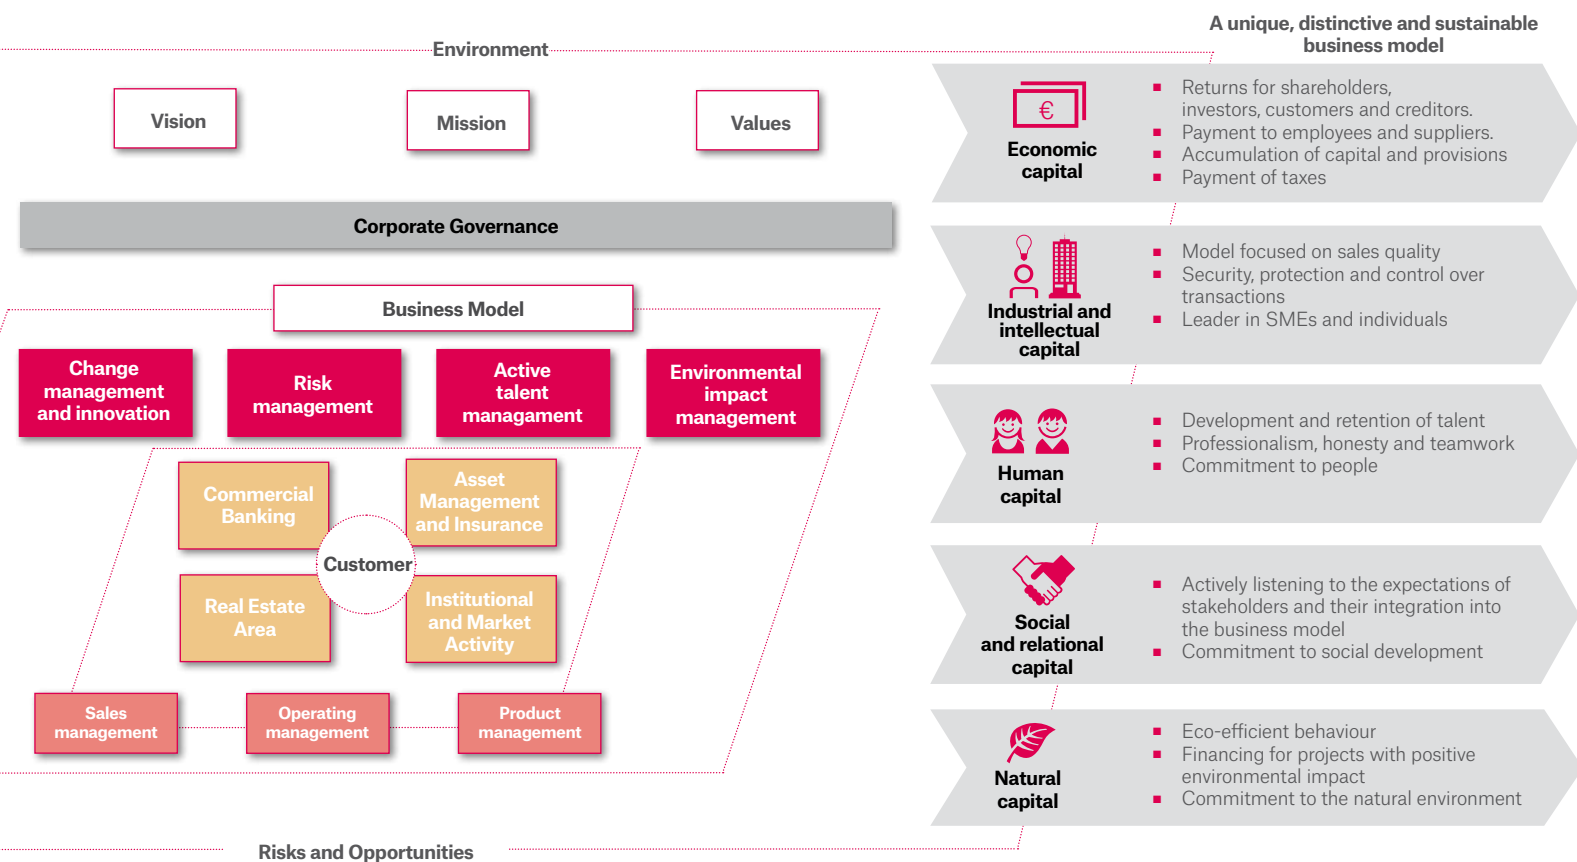 Environment
Vision
Mission
Values
Corporate Governance
Business Model
Change
management
and innovation
Risk
management
Active
talent
managament
Environmental
impact
management
Commercial
Banking
Asset
Management
and Insurance
Customer
Real Estate
Area
Institutional
and Market
Activity
Sales
management
Operating
management
Product
management
Risks and Opportunities
A unique, distinctive and sustainable
business model
€
Economic
capital
Returns for shareholders,
investors, customers and creditors.
Payment to employees and suppliers.
Accumulation of capital and provisions
Payment of taxes
Industrial and
intellectual
capital
Model focused on sales quality
Security, protection and control over
transactions
Leader in SMEs and individuals
Human
capital
Development and retention of talent
Professionalism, honesty and teamwork
Commitment to people
Social
and relational
capital
Actively listening to the expectations of
stakeholders and their integration into
the business model
Commitment to social development
Natural
capital
Eco-efficient behaviour
Financing for projects with positive
environmental impact
Commitment to the natural environment